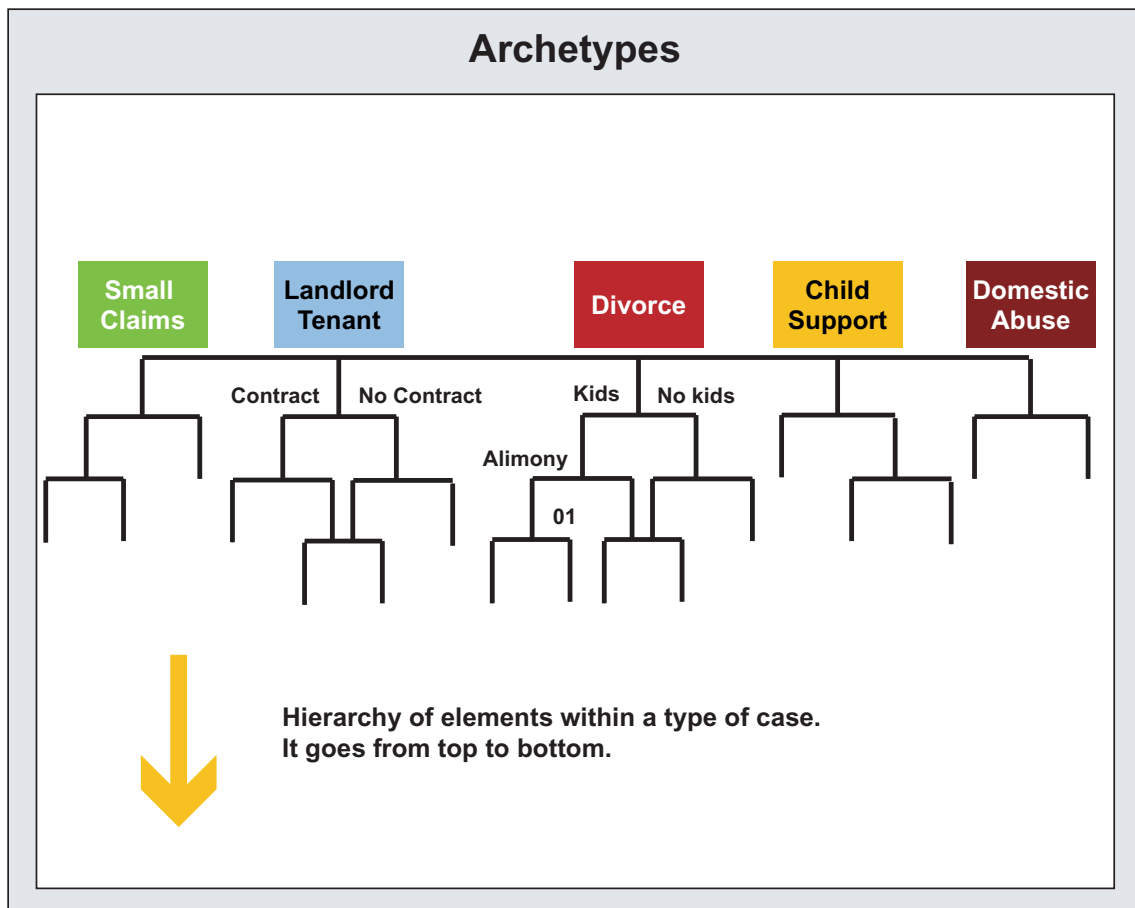 Archetypes
Small
Claims
Landlord
Tenant
Divorce
Child
Support
Domestic
Abuse
Contract
No Contract
Kids
No kids
Alimony
01
Hierarchy of elements within a type of case.
It goes from top to bottom.